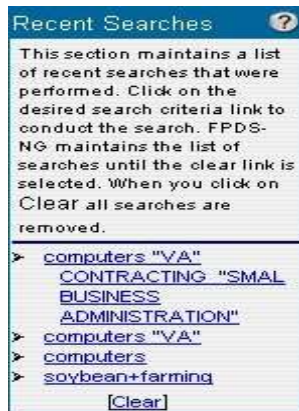 Recent Searches ?
This section maintains a list
of recent searches that were
performed. Click on the
desired search criteria link to
conduct the search. FPDS-
NG maintains the list of
searches until the clear link is
selected. When you click on
Clear all searches are
removed.
➤ computers "VA"
CONTRACTING "SMAL
BUSINESS
ADMINISTRATION"
➤ computers "VA"
➤ computers
➤ soybean+farming
[Clear]